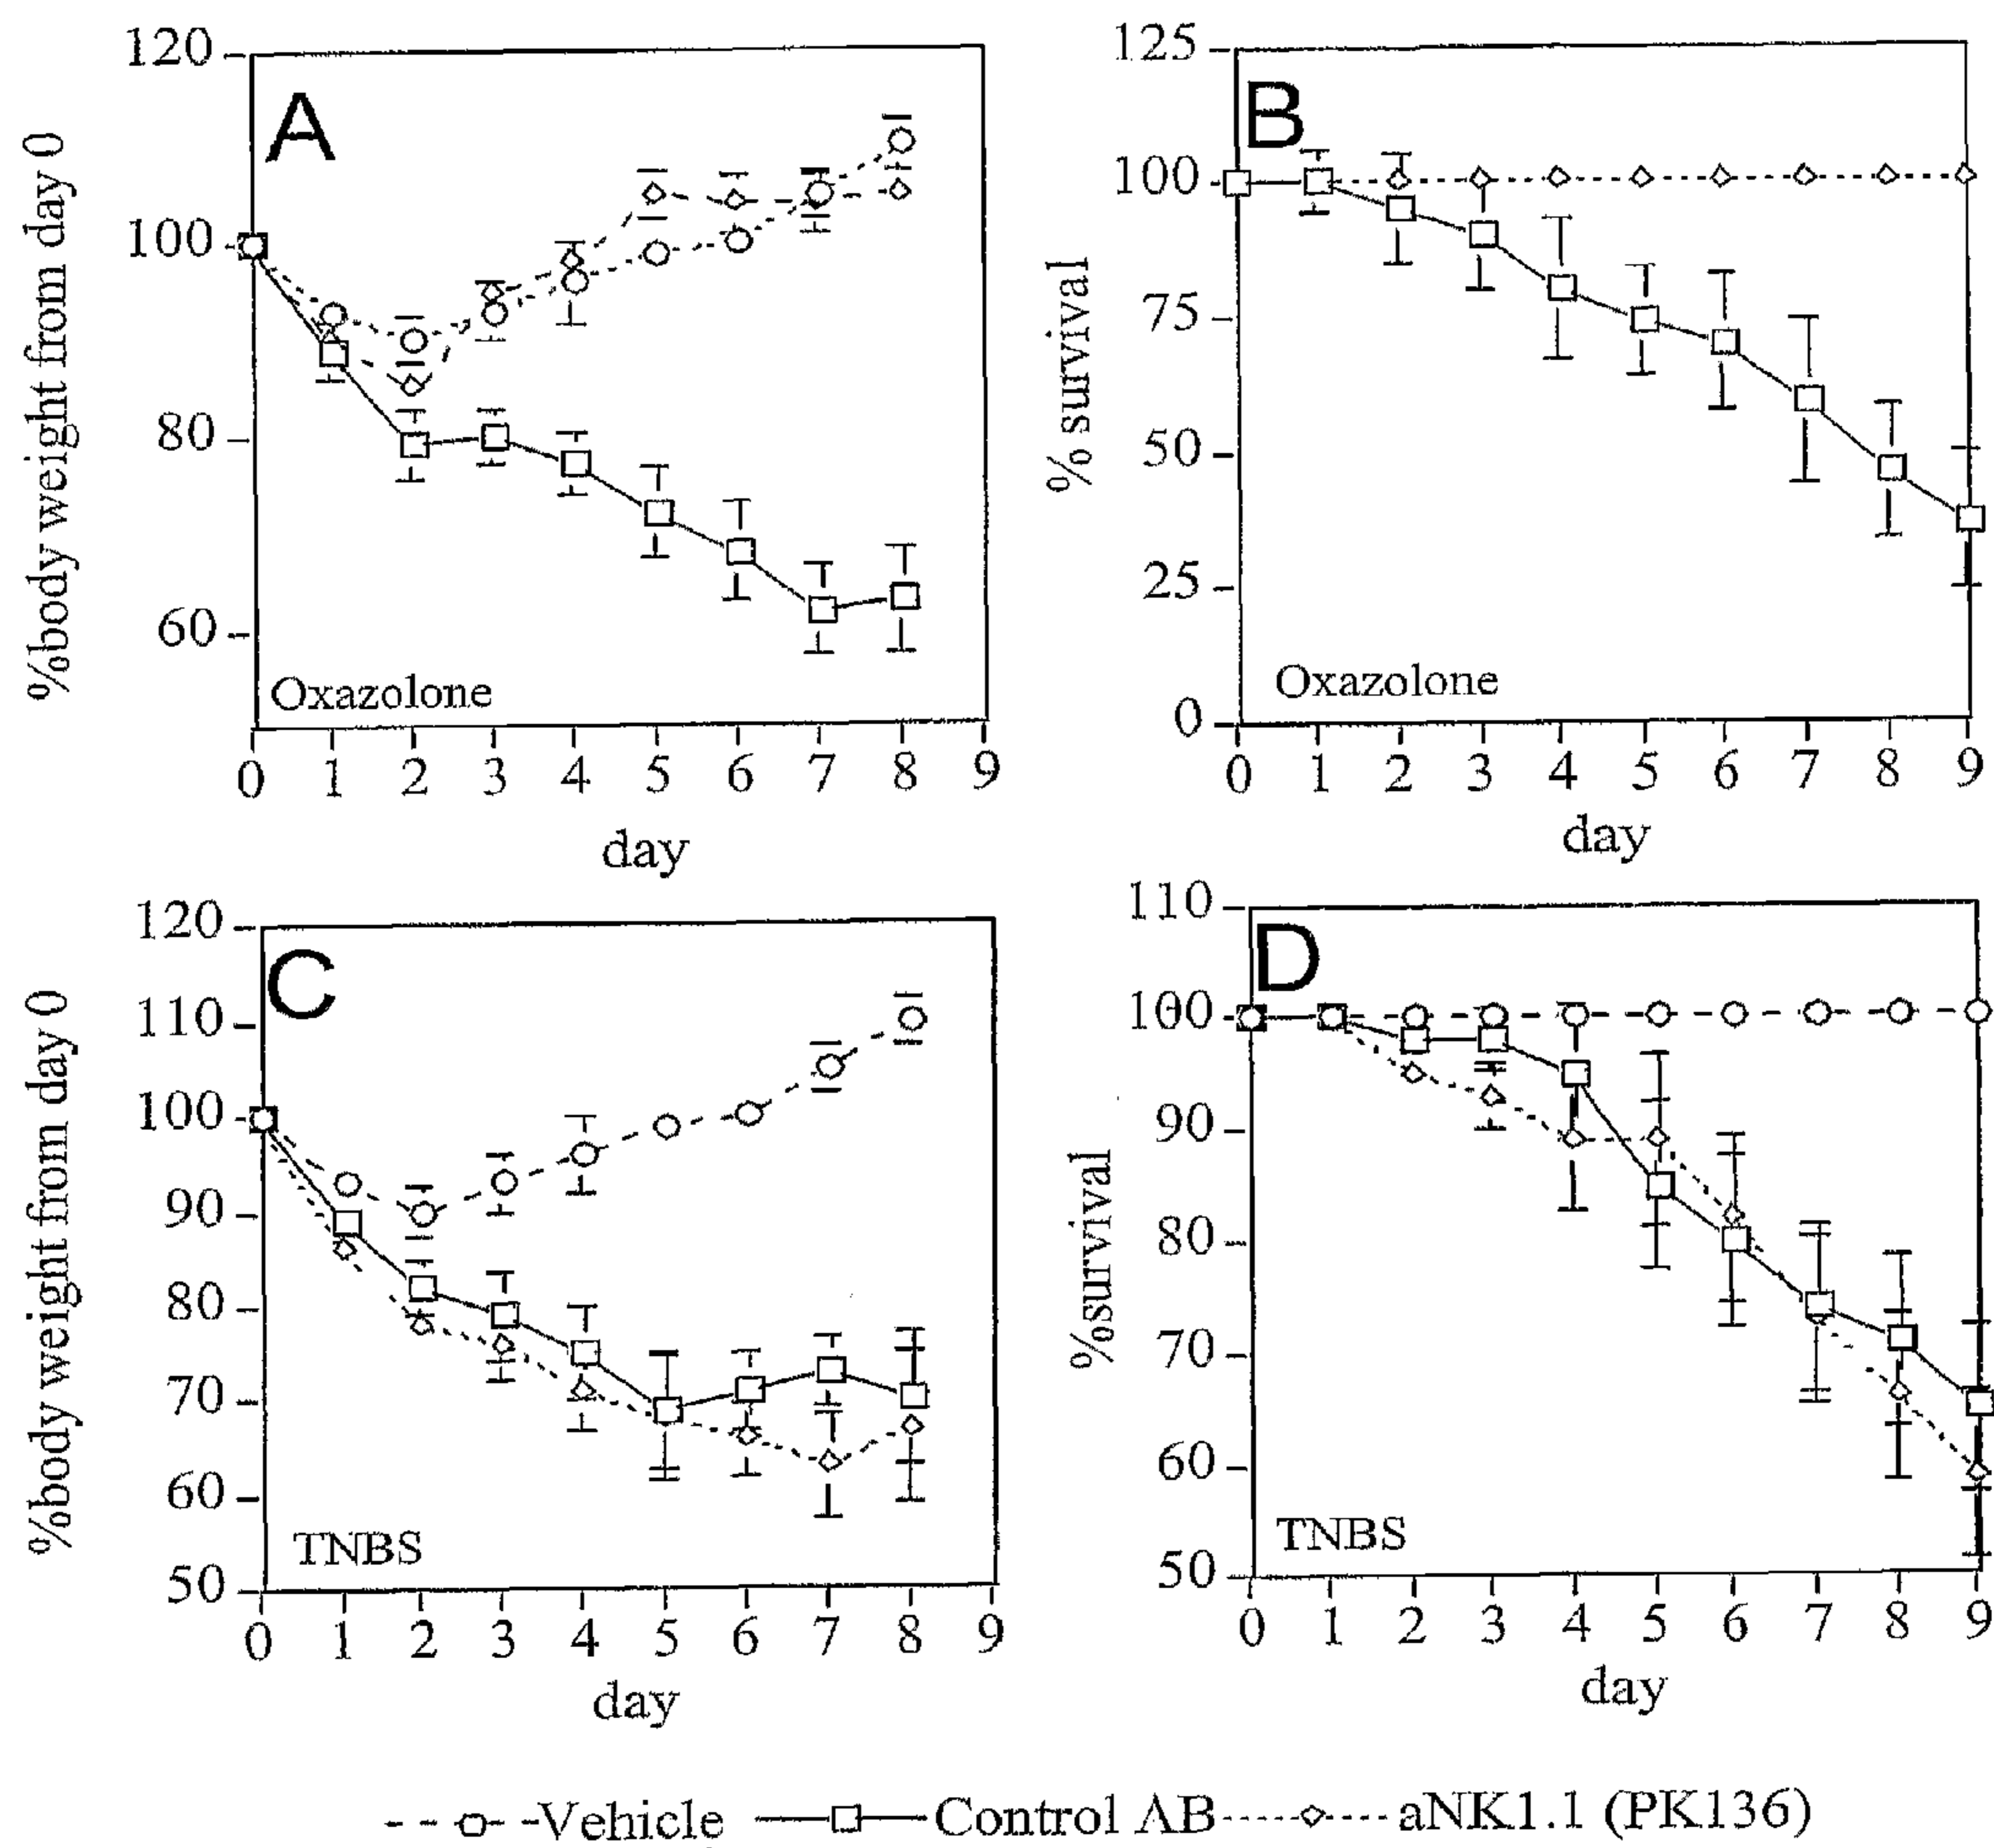 120
100
80
60
%body weight from day 0
A
Oxazolone
0 1 2 3 4 5 6 7 8 9
day
125
100
75
50
25
0
% survival
B
Oxazolone
0 1 2 3 4 5 6 7 8 9
day
120
110
100
90
80
70
60
50
%body weight from day 0
C
TNBS
0 1 2 3 4 5 6 7 8 9
day
110
100
90
80
70
60
50
%survival
D
TNBS
0 1 2 3 4 5 6 7 8 9
day
Vehicle Control AB aNK1.1 (PK136)